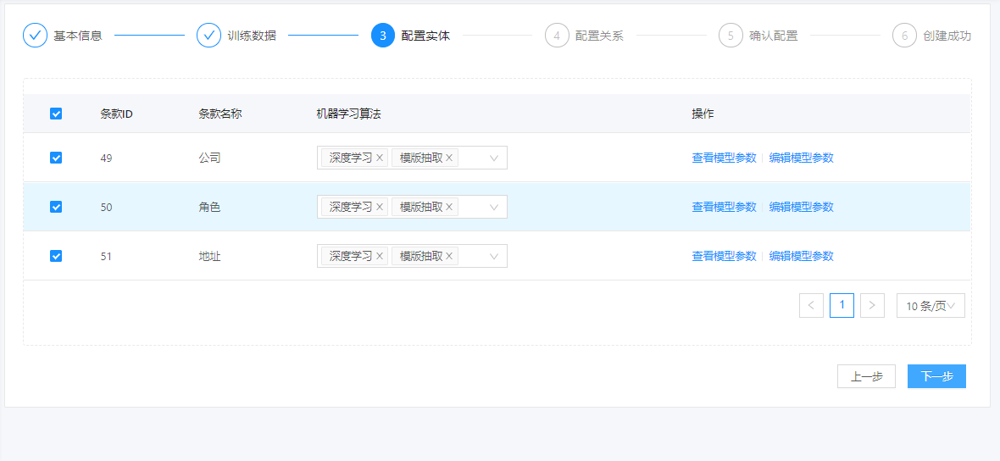 基本信息 训练数据 3 配置实体 4 配置关系 5 确认配置 6 创建成功
条款ID 条款名称 机器学习算法 操作
49 公司 深度学习 模版抽取 查看模型参数 编辑模型参数
50 角色 深度学习 模版抽取 查看模型参数 编辑模型参数
51 地址 深度学习 模版抽取 查看模型参数 编辑模型参数
1 10 条/页
上一步 下一步